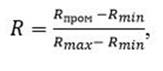 R = (Rпром − Rmin) / (Rmax − Rmin),